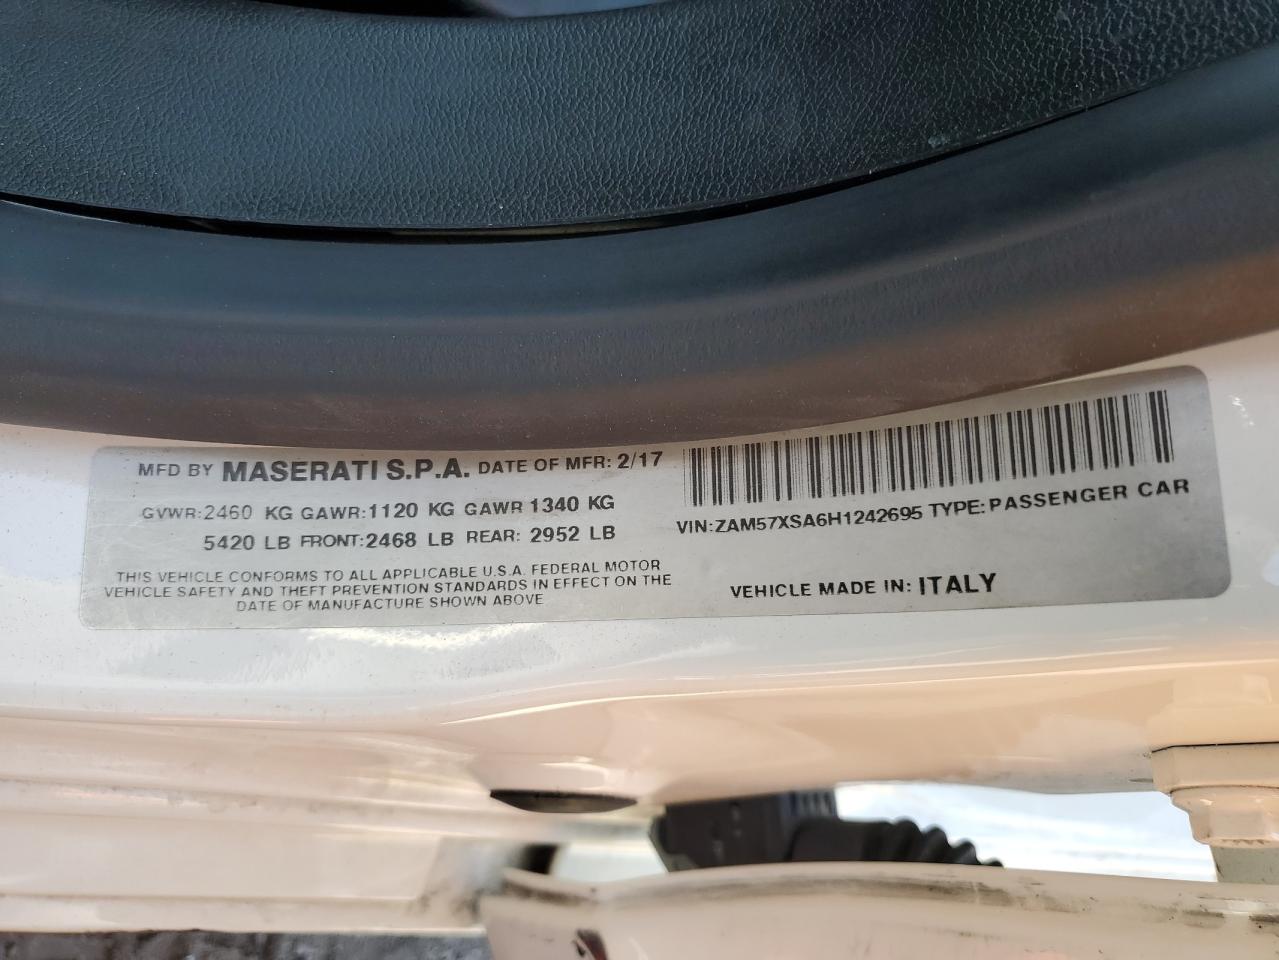 MFD BY MASERATI S.P.A. DATE OF MFR: 2/17
GVWR:2460 KG GAWR:1120 KG GAWR 1340 KG
5420 LB FRONT:2468 LB REAR: 2952 LB
THIS VEHICLE CONFORMS TO ALL APPLICABLE U.S.A. FEDERAL MOTOR
VEHICLE SAFETY AND THEFT PREVENTION STANDARDS IN EFFECT ON THE
DATE OF MANUFACTURE SHOWN ABOVE
VIN:ZAM57XSA6H1242695 TYPE:PASSENGER CAR
VEHICLE MADE IN: ITALY